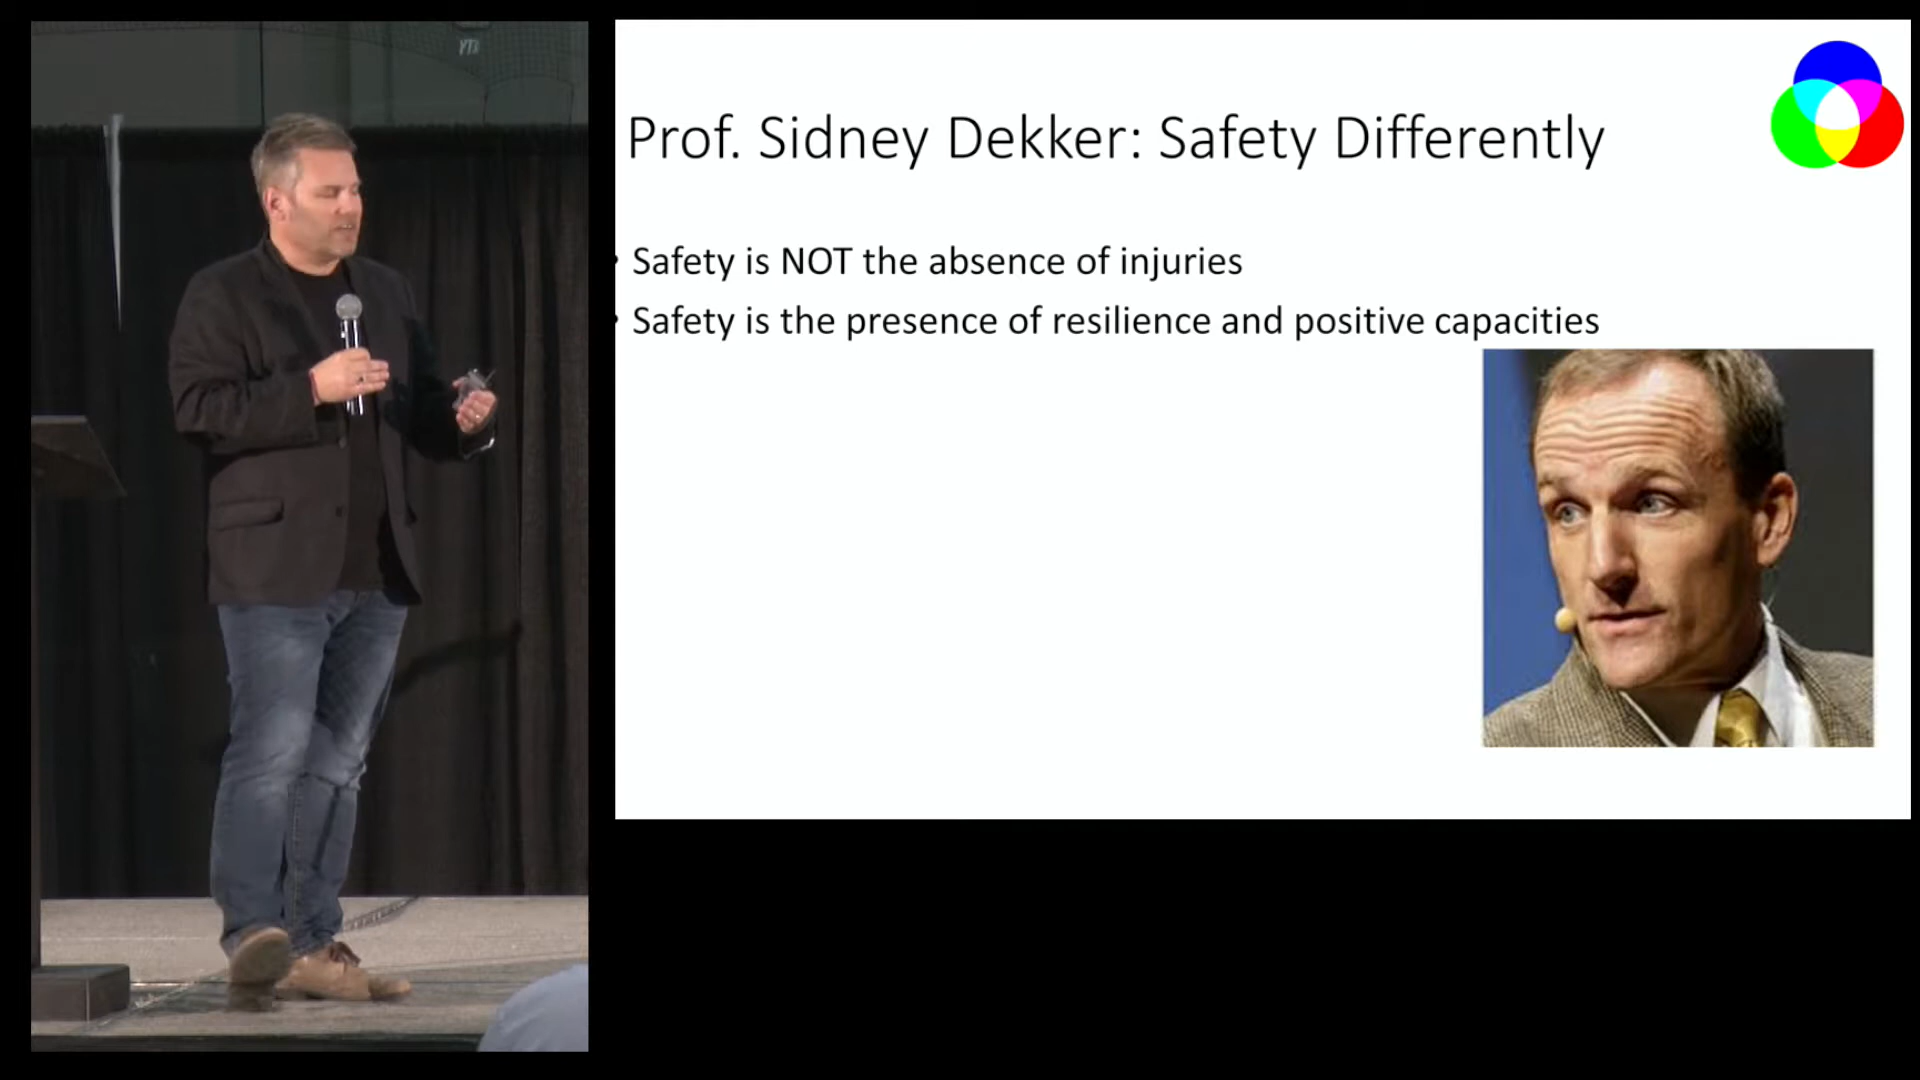 Prof. Sidney Dekker: Safety Differently
• Safety is NOT the absence of injuries
• Safety is the presence of resilience and positive capacities